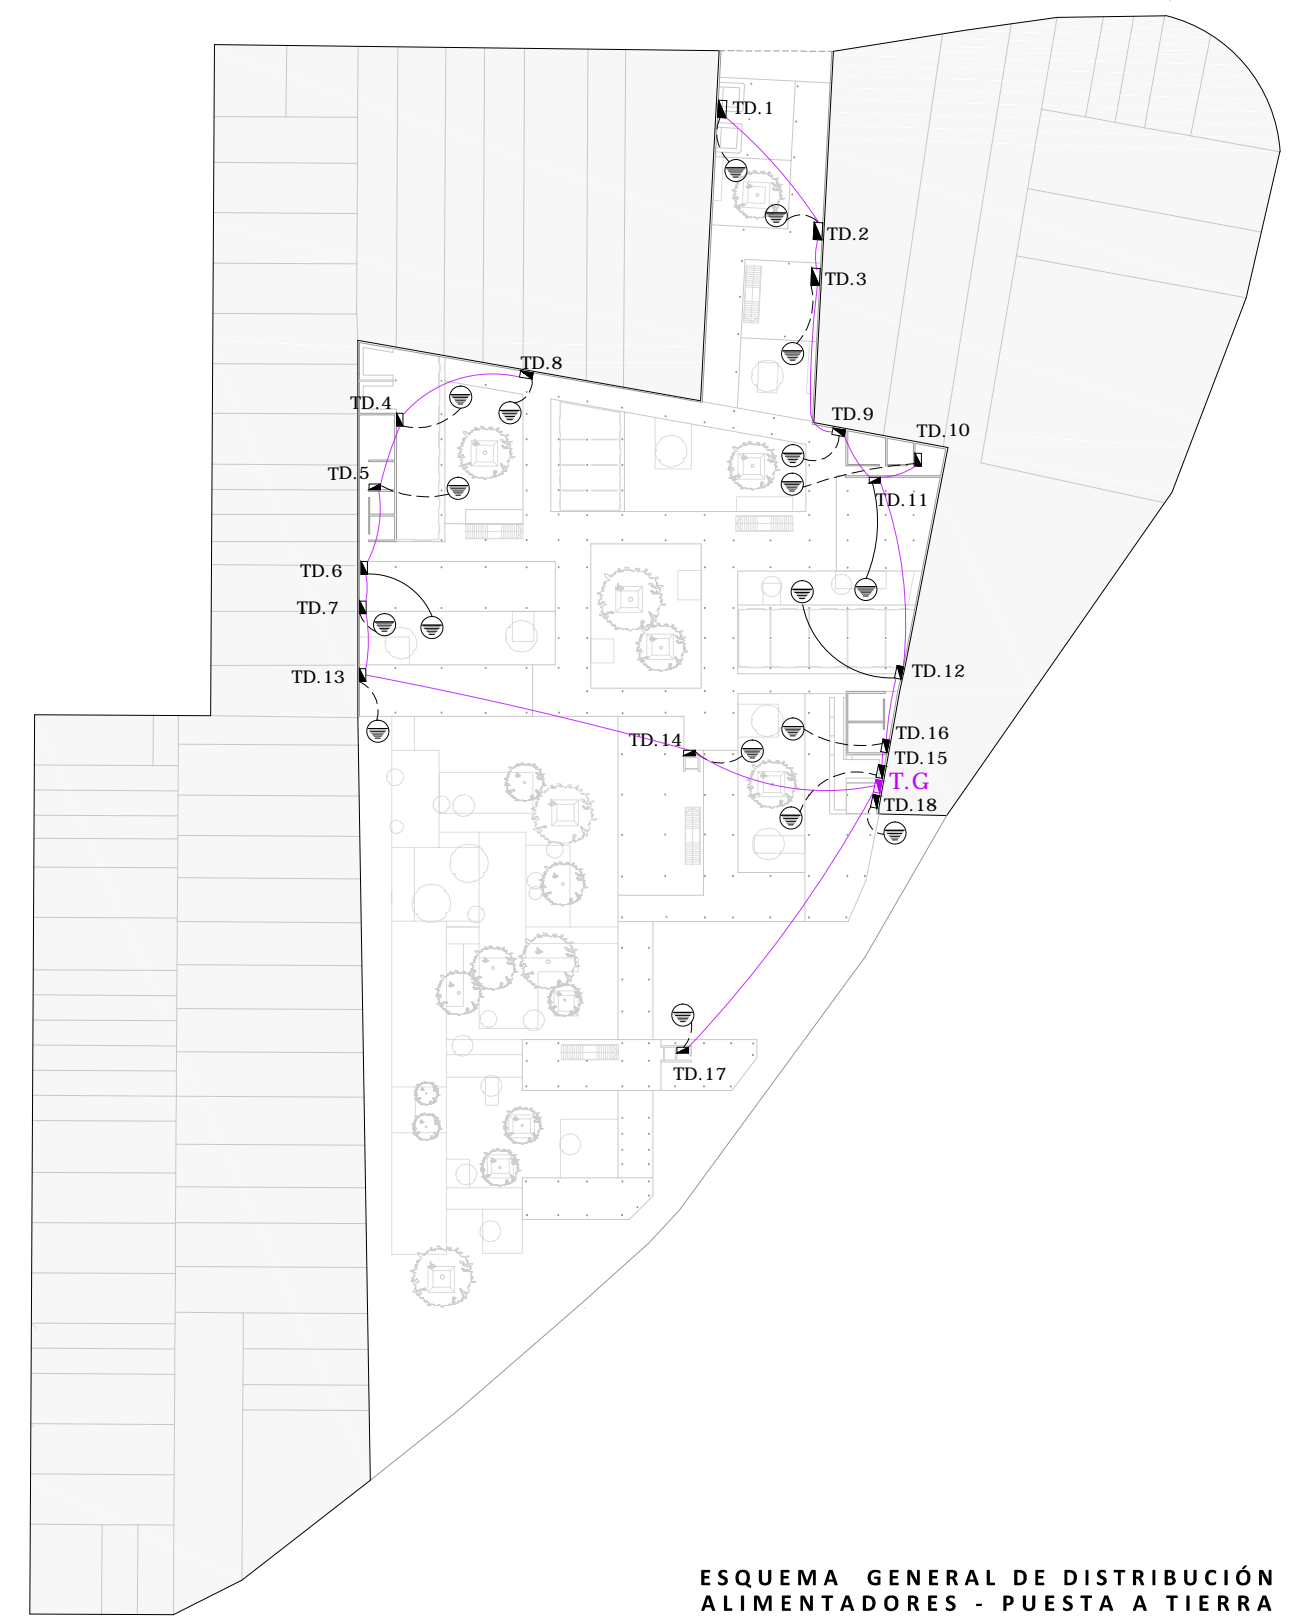 TD.1
TD.2
TD.3
TD.8
TD.4
TD.9
TD.10
TD.5
TD.11
TD.6
TD.7
TD.12
TD.13
TD.16
TD.14
TD.15
T.G
TD.18
TD.17
ESQUEMA GENERAL DE DISTRIBUCIÓN
ALIMENTADORES - PUESTA A TIERRA